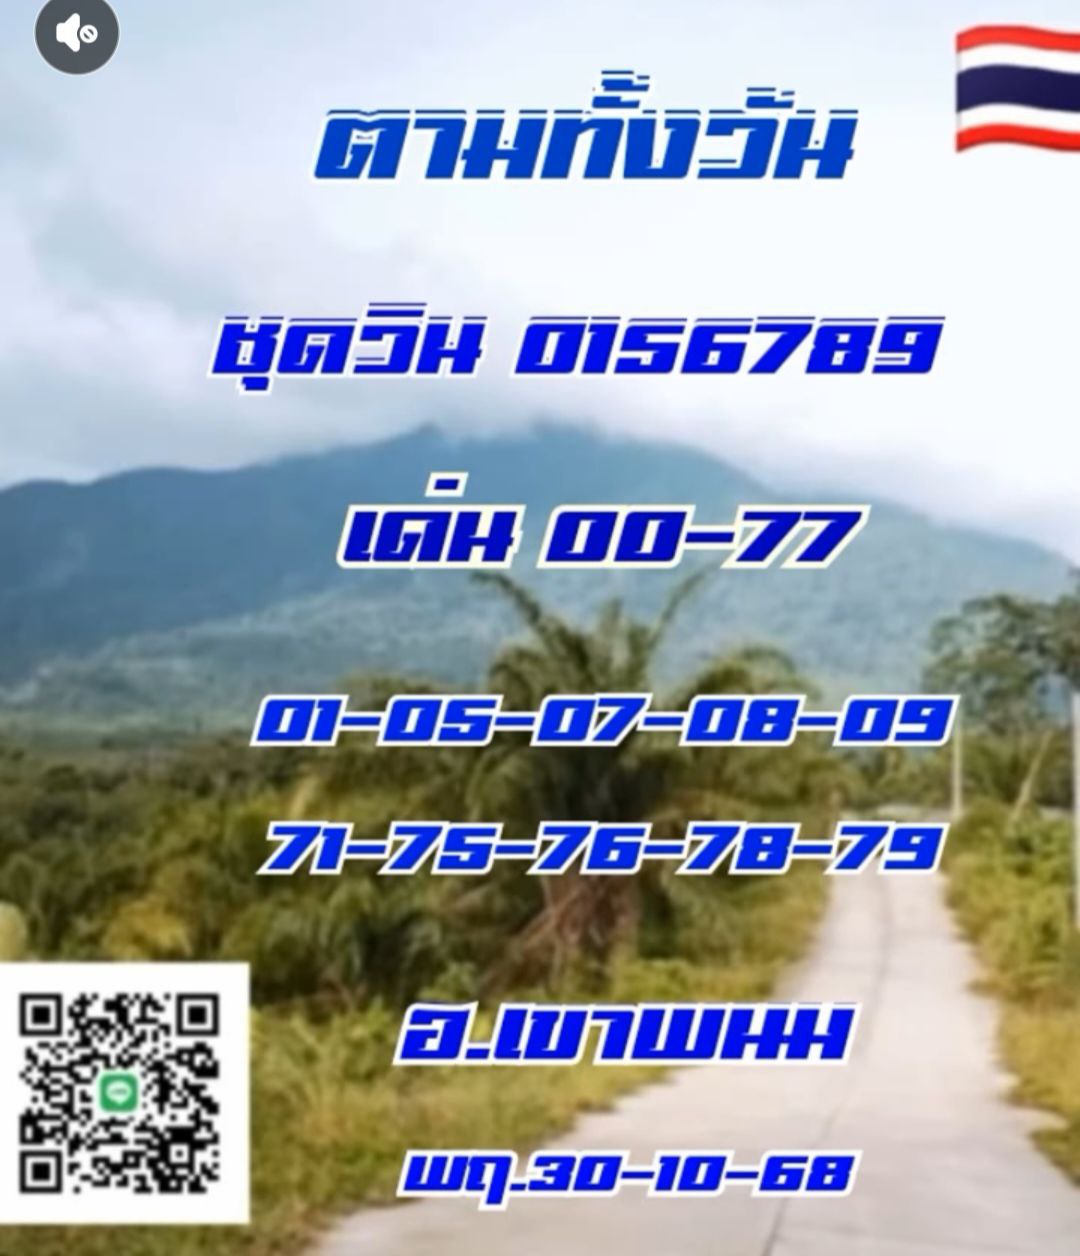 ตามทั้งวัน
ชุดวิน 0156789
เด่น 00-77
01-05-07-08-09
71-75-76-78-79
อ.เขาพนม
พฤ.30-10-68